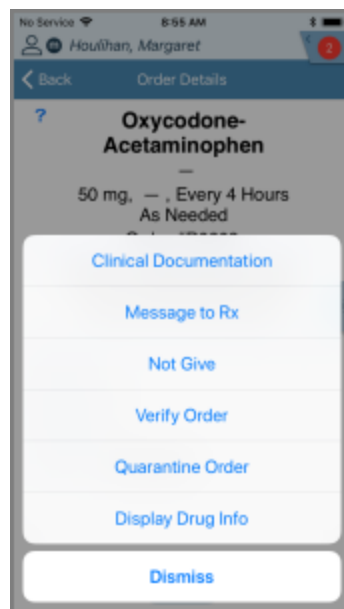 No Service 8:55 AM
Houlihan, Margaret
2
Back Order Details
?
Oxycodone-
Acetaminophen
—
50 mg, — , Every 4 Hours
As Needed
Clinical Documentation
Message to Rx
Not Give
Verify Order
Quarantine Order
Display Drug Info
Dismiss